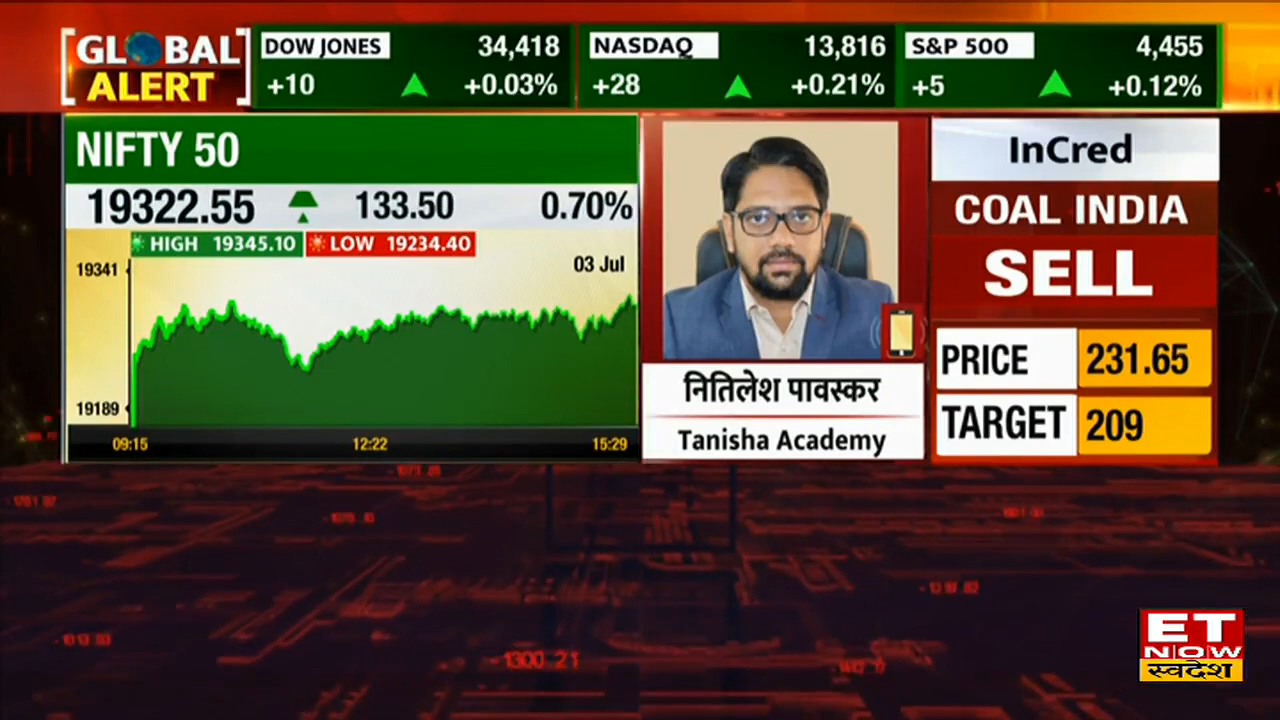 [GLOBAL ALERT]
DOW JONES 34,418
+10 +0.03%
NASDAQ 13,816
+28 +0.21%
S&P 500 4,455
+5 +0.12%
NIFTY 50
19322.55 133.50 0.70%
HIGH 19345.10 LOW 19234.40
19341
03 Jul
19189
09:15 12:22 15:29
नितिलेश पावस्कर
Tanisha Academy
InCred
COAL INDIA
SELL
PRICE 231.65
TARGET 209
-1300.21
ET
NOW
स्वदेश